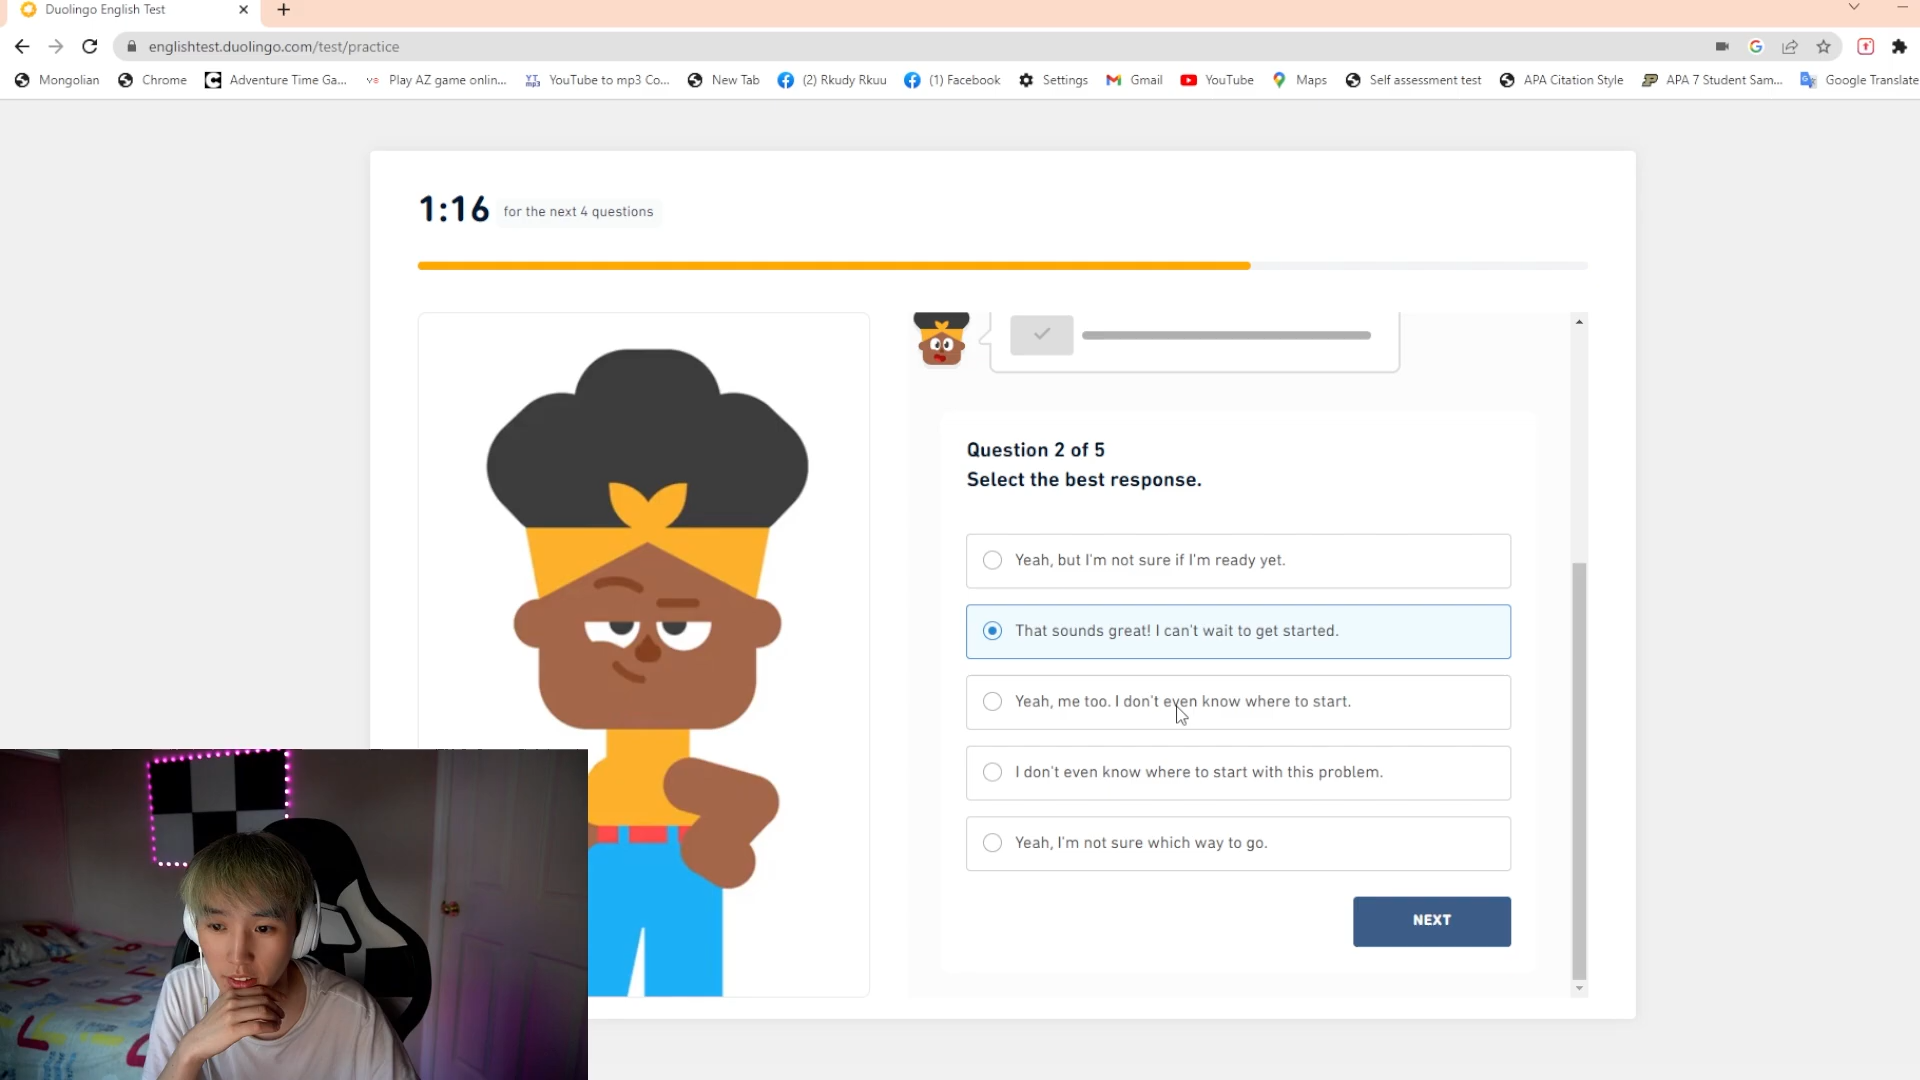 Duolingo English Test
englishtest.duolingo.com/test/practice
Mongolian Chrome Adventure Time Ga... Play AZ game onlin... YT mp3 YouTube to mp3 Co... New Tab (2) Rkudy Rkuu (1) Facebook Settings Gmail YouTube Maps Self assessment test APA Citation Style APA 7 Student Sam... Google Translate
1:16 for the next 4 questions
Question 2 of 5
Select the best response.
Yeah, but I'm not sure if I'm ready yet.
That sounds great! I can't wait to get started.
Yeah, me too. I don't even know where to start.
I don't even know where to start with this problem.
Yeah, I'm not sure which way to go.
NEXT